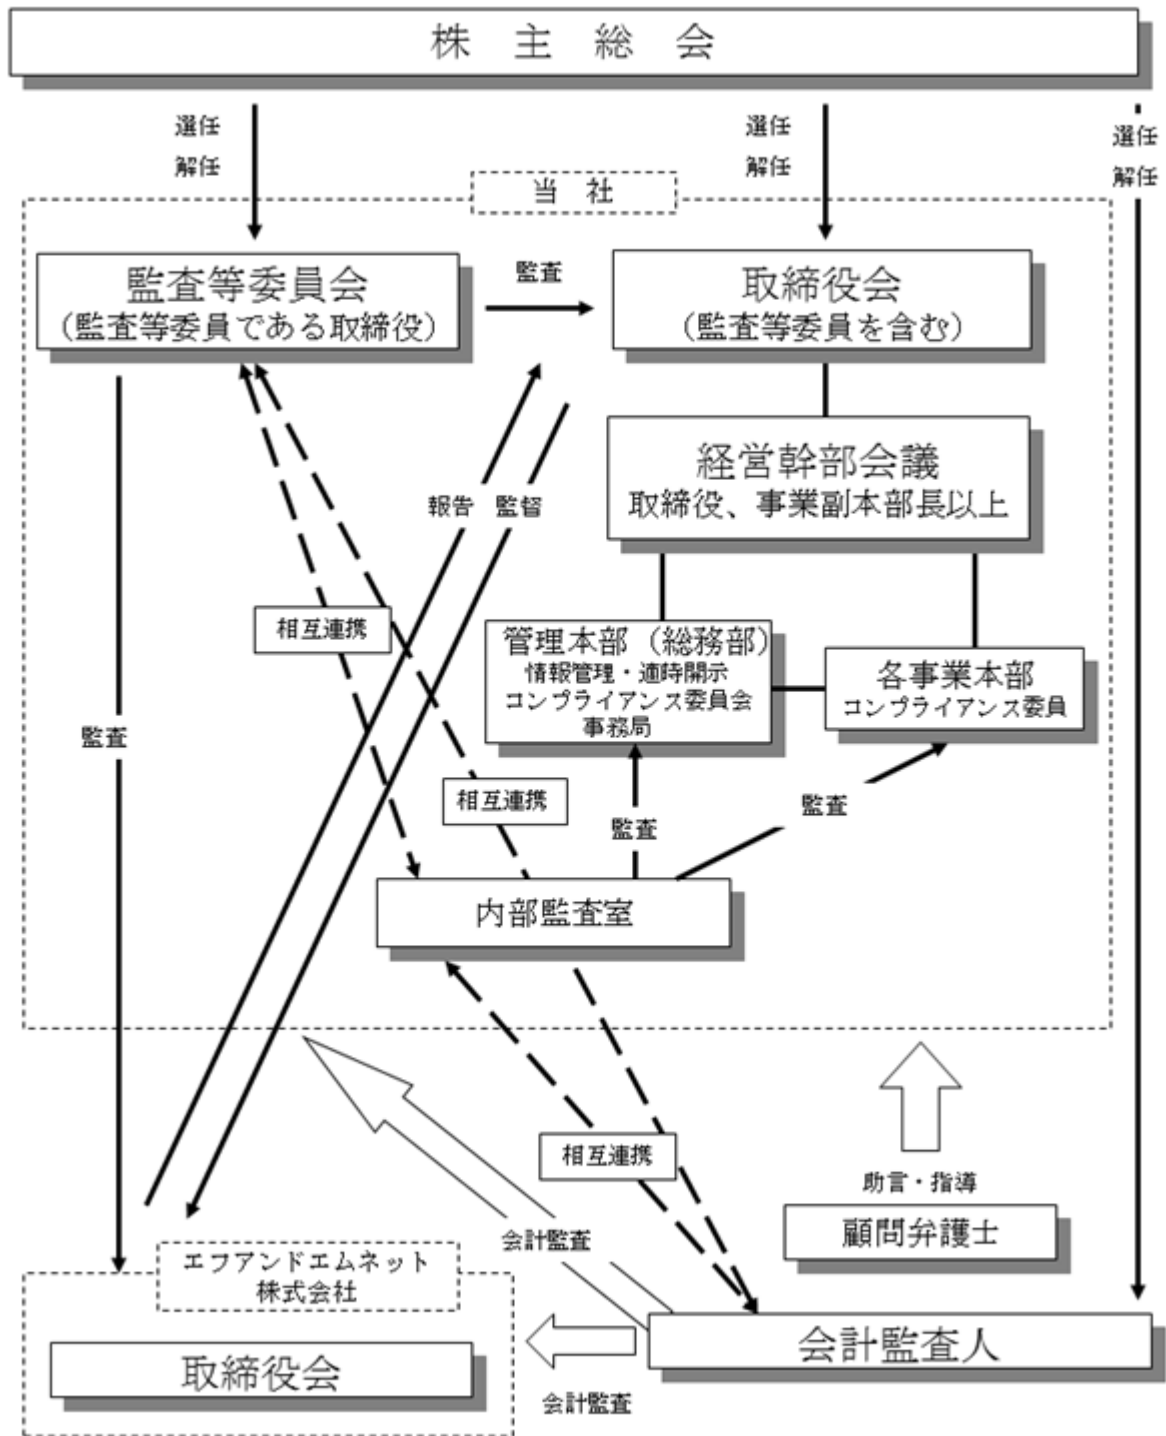 株 主 総 会
選任
解任
選任
解任
選任
解任
当 社
監査等委員会
（監査等委員である取締役）
監査
取締役会
（監査等委員を含む）
経営幹部会議
取締役、事業副本部長以上
報告
監督
相互連携
管理本部（総務部）
情報管理・適時開示
コンプライアンス委員会
事務局
各事業本部
コンプライアンス委員
監査
相互連携
監査
監査
内部監査室
相互連携
助言・指導
顧問弁護士
会計監査
エフアンドエムネット
株式会社
取締役会
会計監査人
会計監査